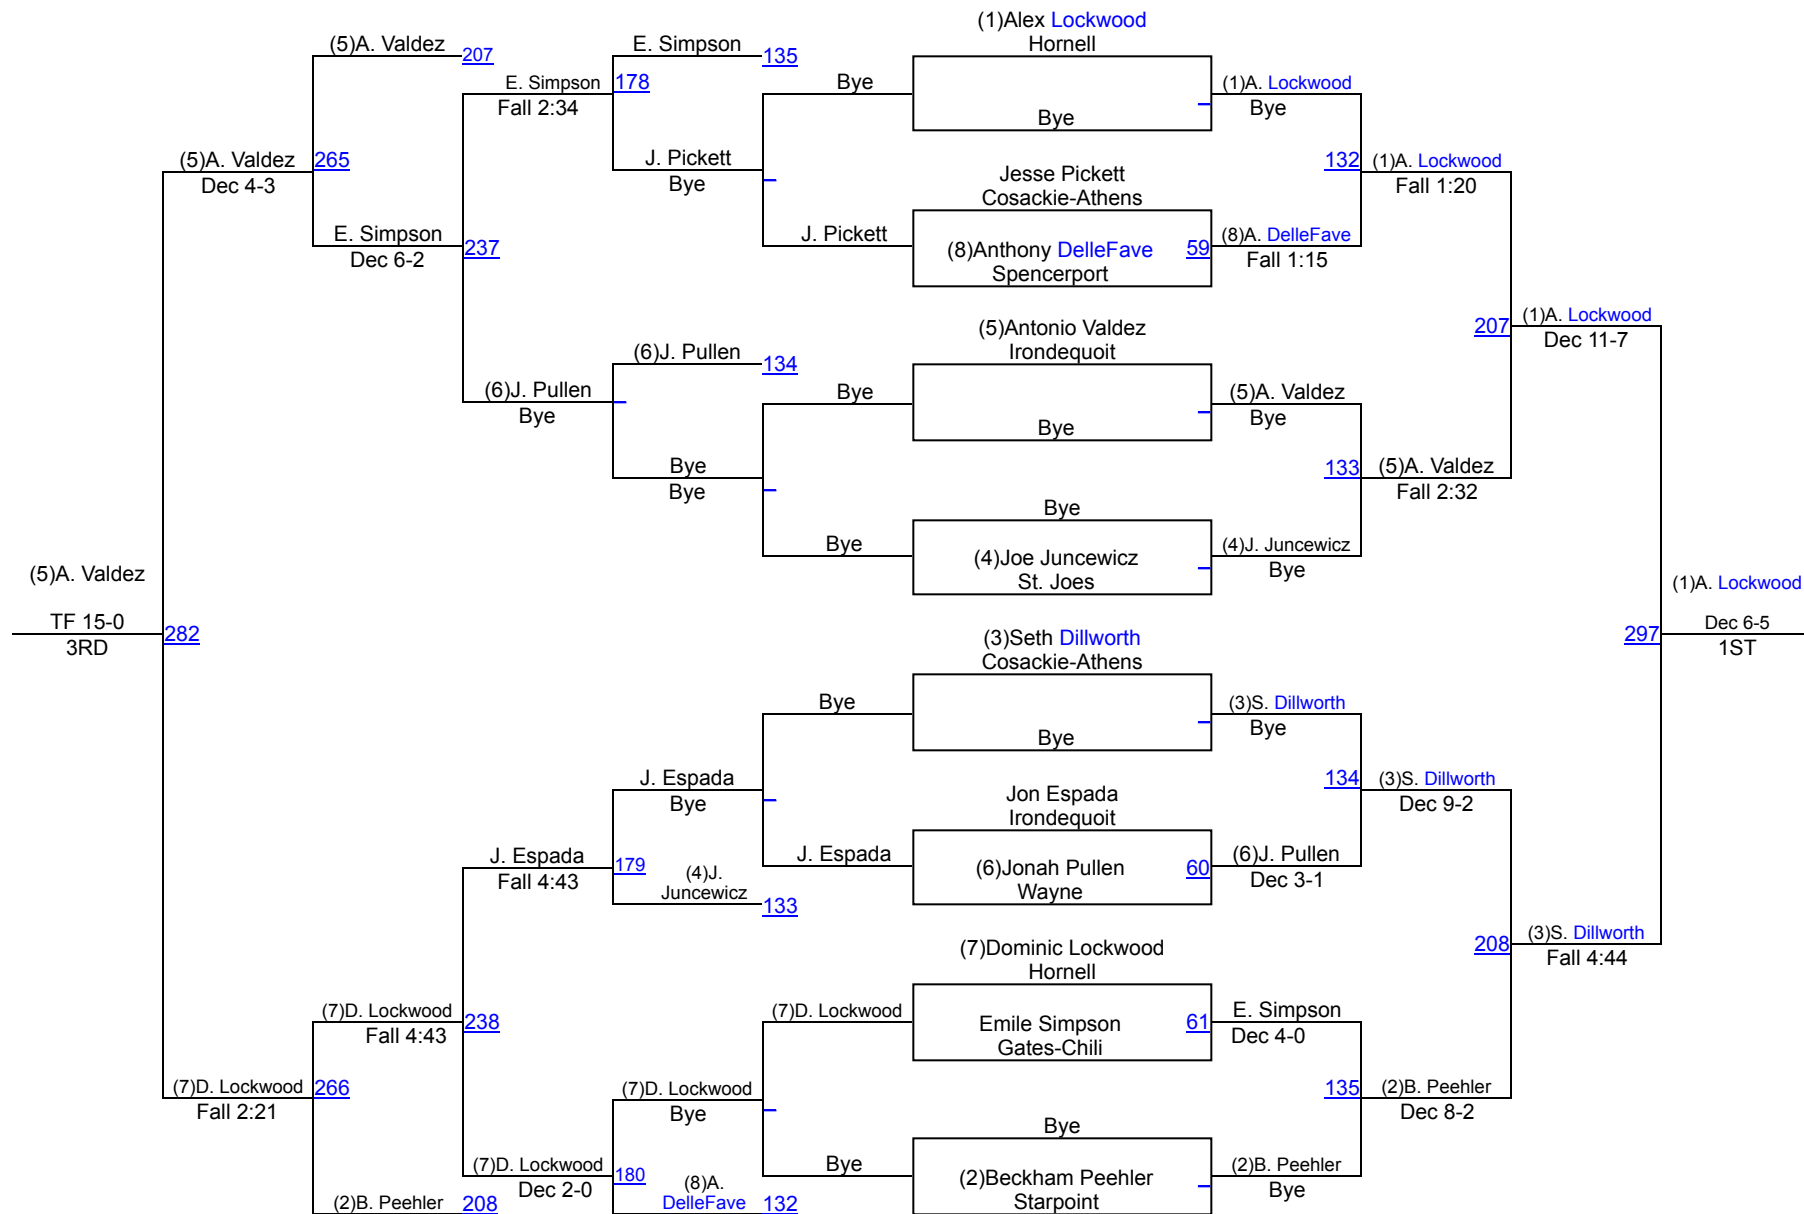 (1)Alex Lockwood
Hornell
(5)A. Valdez
207
E. Simpson
135
E. Simpson
178
Fall 2:34
Bye
Bye
(1)A. Lockwood
Bye
(5)A. Valdez
265
Dec 4-3
J. Pickett
Bye
Jesse Pickett
Cosackie-Athens
132
(1)A. Lockwood
Fall 1:20
E. Simpson
237
Dec 6-2
J. Pickett
(8)Anthony DelleFave
Spencerport
59
(8)A. DelleFave
Fall 1:15
(5)Antonio Valdez
Irondequoit
207
(1)A. Lockwood
Dec 11-7
(6)J. Pullen
134
(6)J. Pullen
Bye
Bye
Bye
(5)A. Valdez
Bye
Bye
Bye
133
(5)A. Valdez
Fall 2:32
Bye
Bye
(4)Joe Juncewicz
St. Joes
(4)J. Juncewicz
Bye
(5)A. Valdez
TF 15-0
3RD
282
(1)A. Lockwood
297
Dec 6-5
1ST
(3)Seth Dillworth
Cosackie-Athens
Bye
Bye
(3)S. Dillworth
Bye
J. Espada
Bye
Jon Espada
Irondequoit
134
(3)S. Dillworth
Dec 9-2
J. Espada
179
Fall 4:43
J. Espada
(6)Jonah Pullen
Wayne
60
(6)J. Pullen
Dec 3-1
(4)J.
Juncewicz
133
(7)Dominic Lockwood
Hornell
208
(3)S. Dillworth
Fall 4:44
(7)D. Lockwood
238
Fall 4:43
(7)D. Lockwood
Emile Simpson
Gates-Chili
61
E. Simpson
Dec 4-0
(7)D. Lockwood
266
Fall 2:21
(7)D. Lockwood
Bye
135
(2)B. Peehler
Dec 8-2
Bye
(7)D. Lockwood
180
Dec 2-0
Bye
(2)Beckham Peehler
Starpoint
(2)B. Peehler
Bye
(2)B. Peehler
208
(8)A.
DelleFave
132